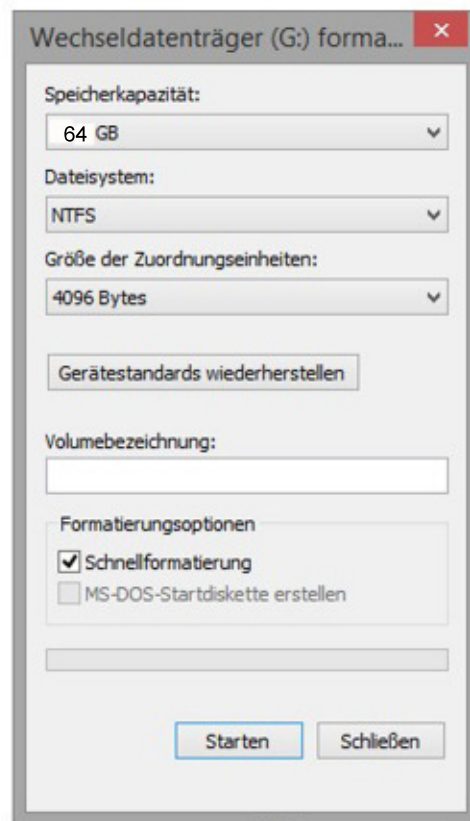 Wechseldatenträger (G:) forma...
Speicherkapazität:
64 GB
Dateisystem:
NTFS
Größe der Zuordnungseinheiten:
4096 Bytes
Gerätestandards wiederherstellen
Volumebezeichnung:
Formatierungsoptionen
Schnellformatierung
MS-DOS-Startdiskette erstellen
Starten
Schließen